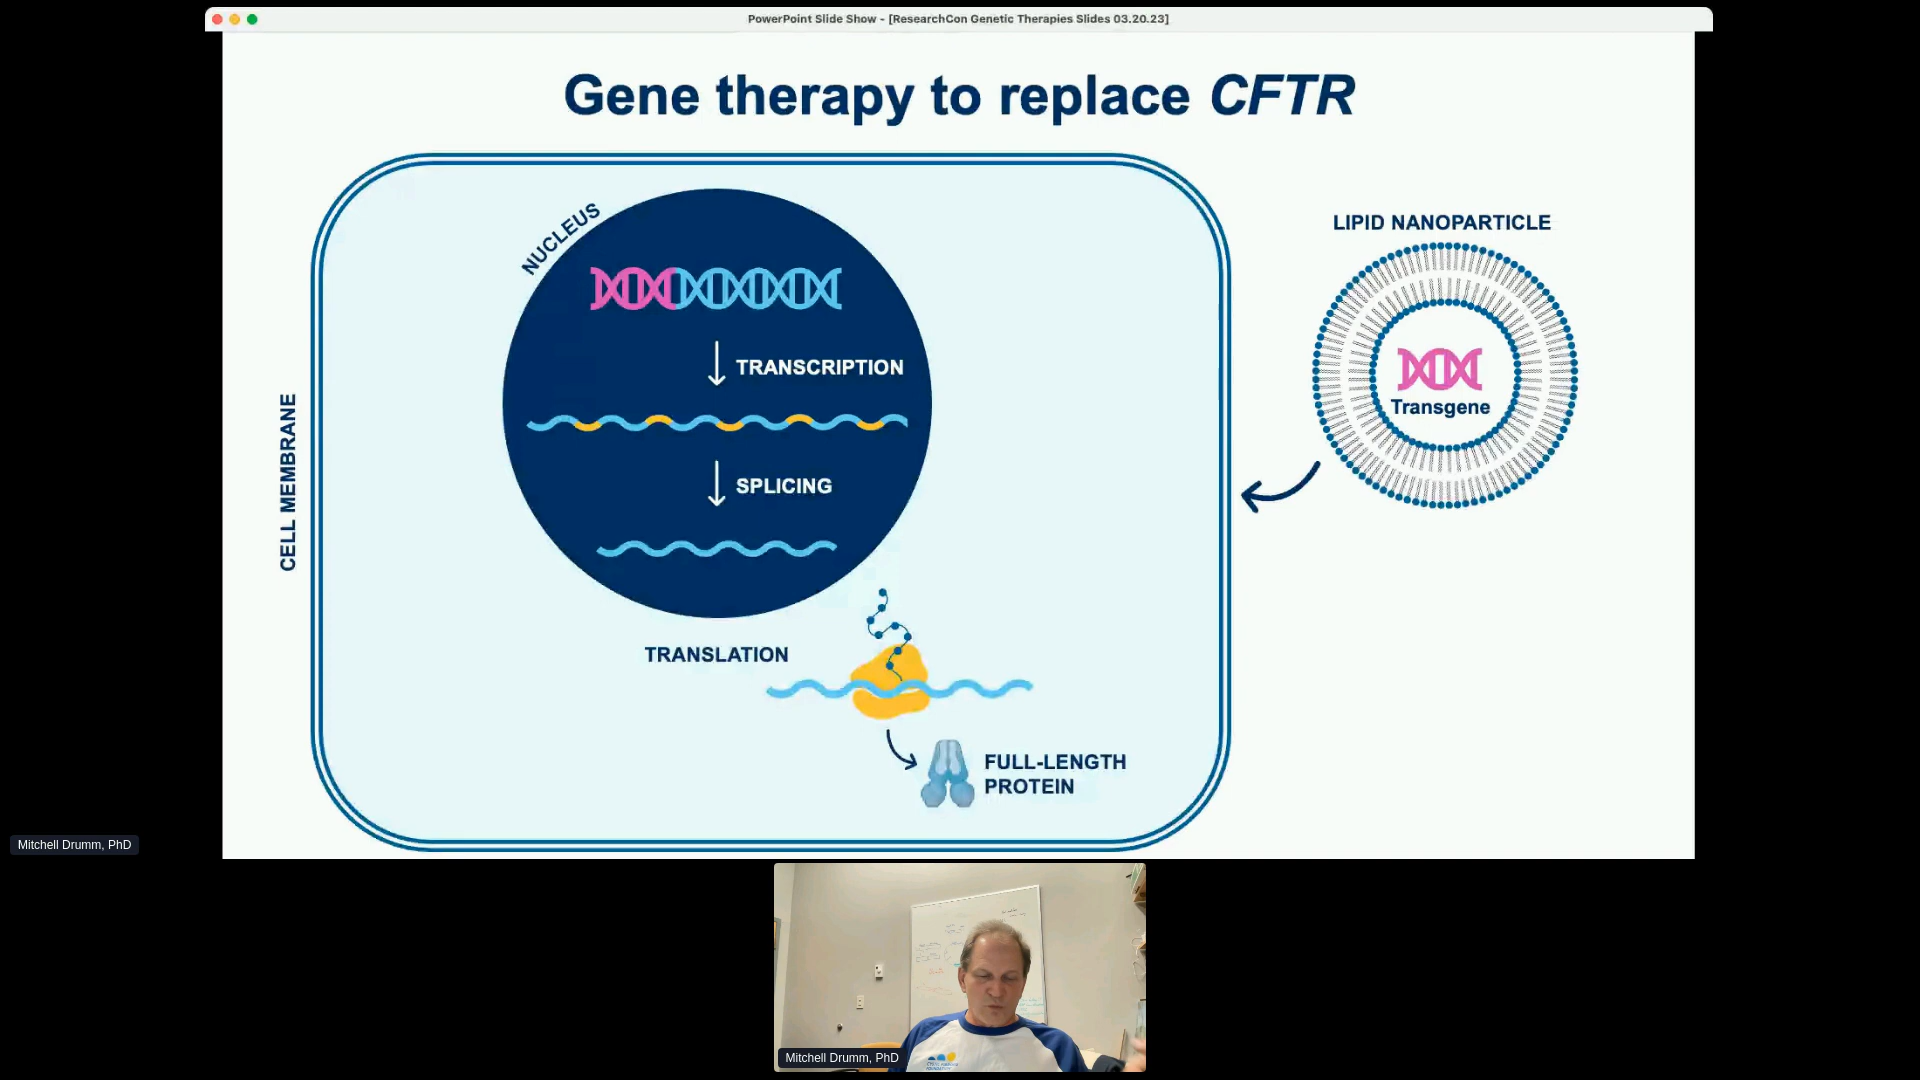 PowerPoint Slide Show - [ResearchCon Genetic Therapies Slides 03.20.23]
Gene therapy to replace CFTR
NUCLEUS
LIPID NANOPARTICLE
TRANSCRIPTION
Transgene
CELL MEMBRANE
SPLICING
TRANSLATION
FULL-LENGTH
PROTEIN
Mitchell Drumm, PhD
Mitchell Drumm, PhD